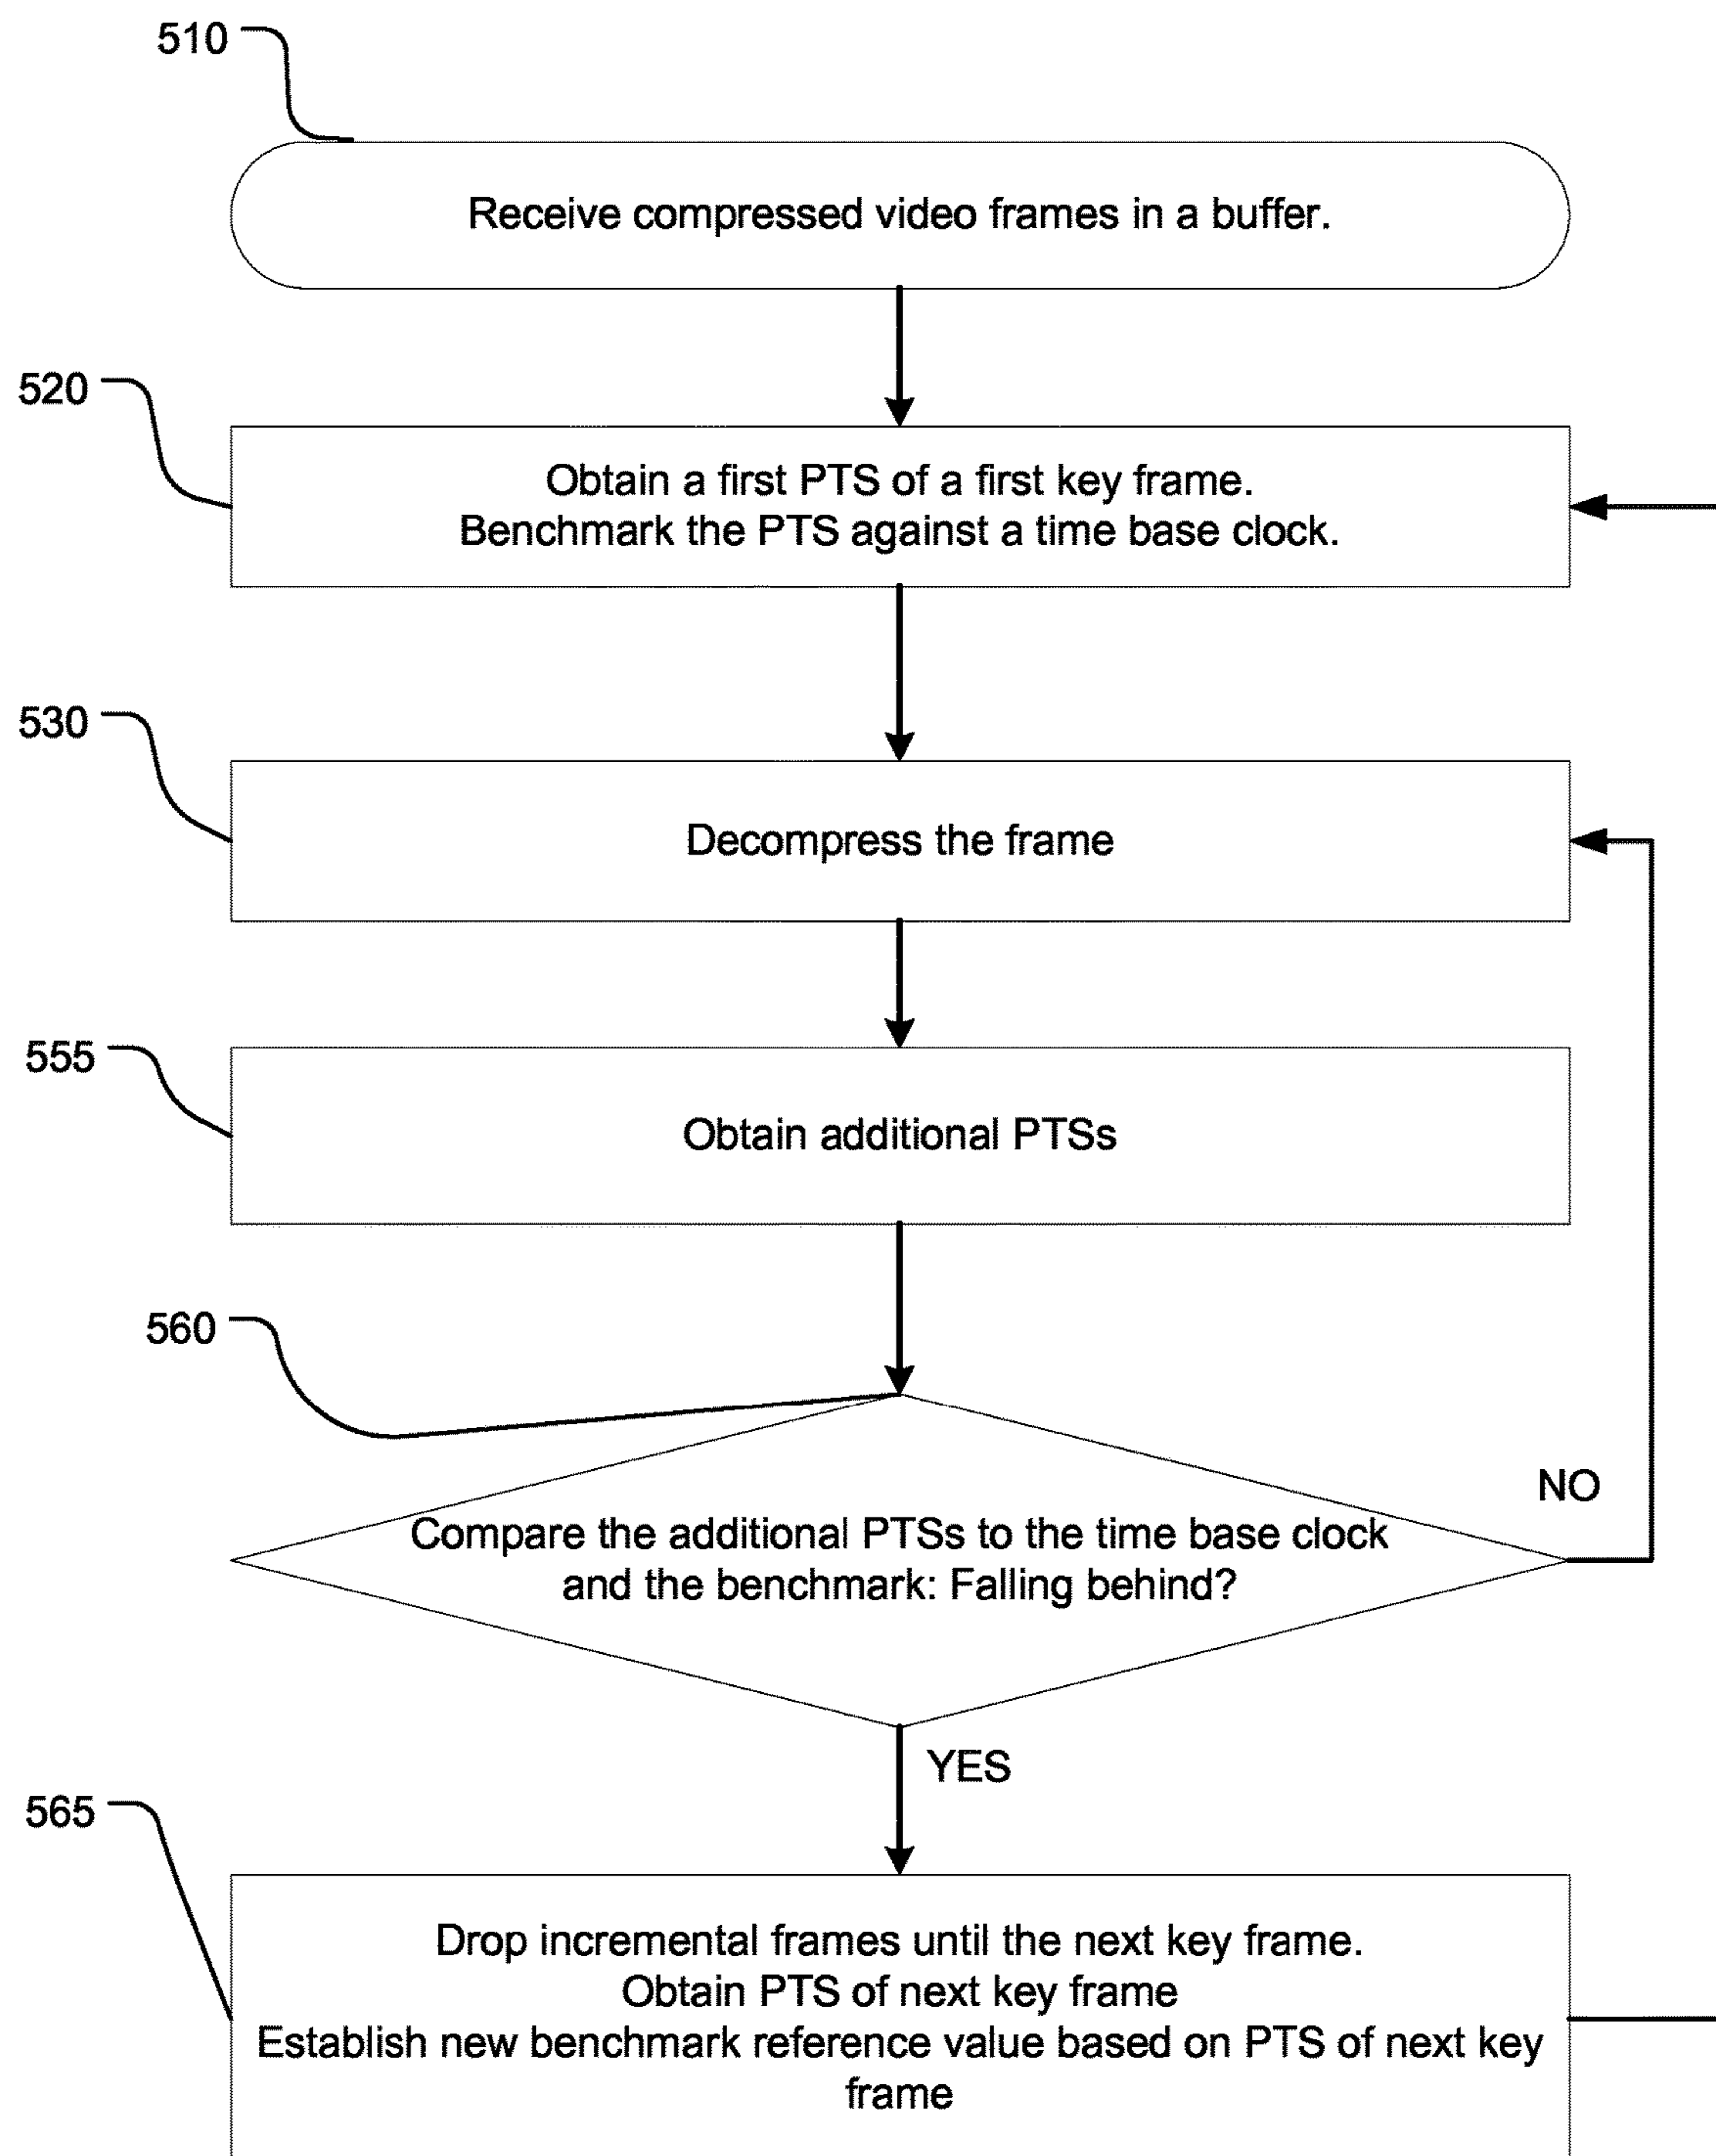 510
Receive compressed video frames in a buffer.
520
Obtain a first PTS of a first key frame.
Benchmark the PTS against a time base clock.
530
Decompress the frame
555
Obtain additional PTSs
560
NO
Compare the additional PTSs to the time base clock
and the benchmark: Falling behind?
YES
565
Drop incremental frames until the next key frame.
Obtain PTS of next key frame
Establish new benchmark reference value based on PTS of next key
frame